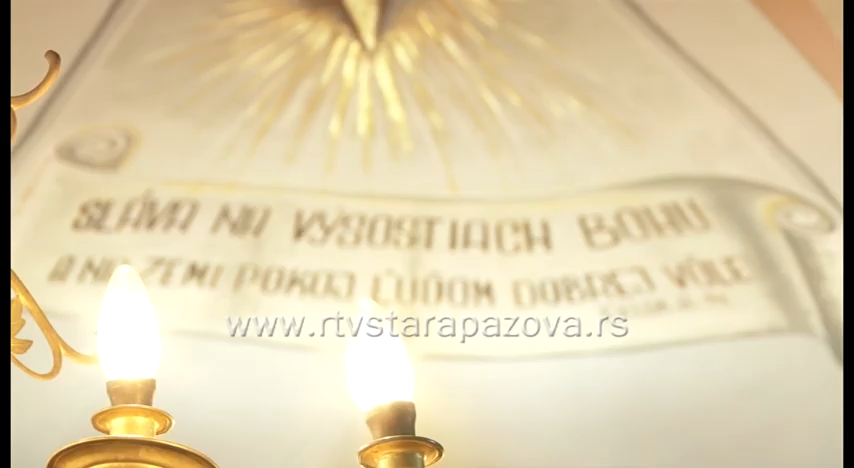 SLÁVA NA VÝSOSTIACH BOHU
A NA ZEMI POKOJ ĽUĎOM DOBREJ VÔLE
www.rtvstarapazova.rs